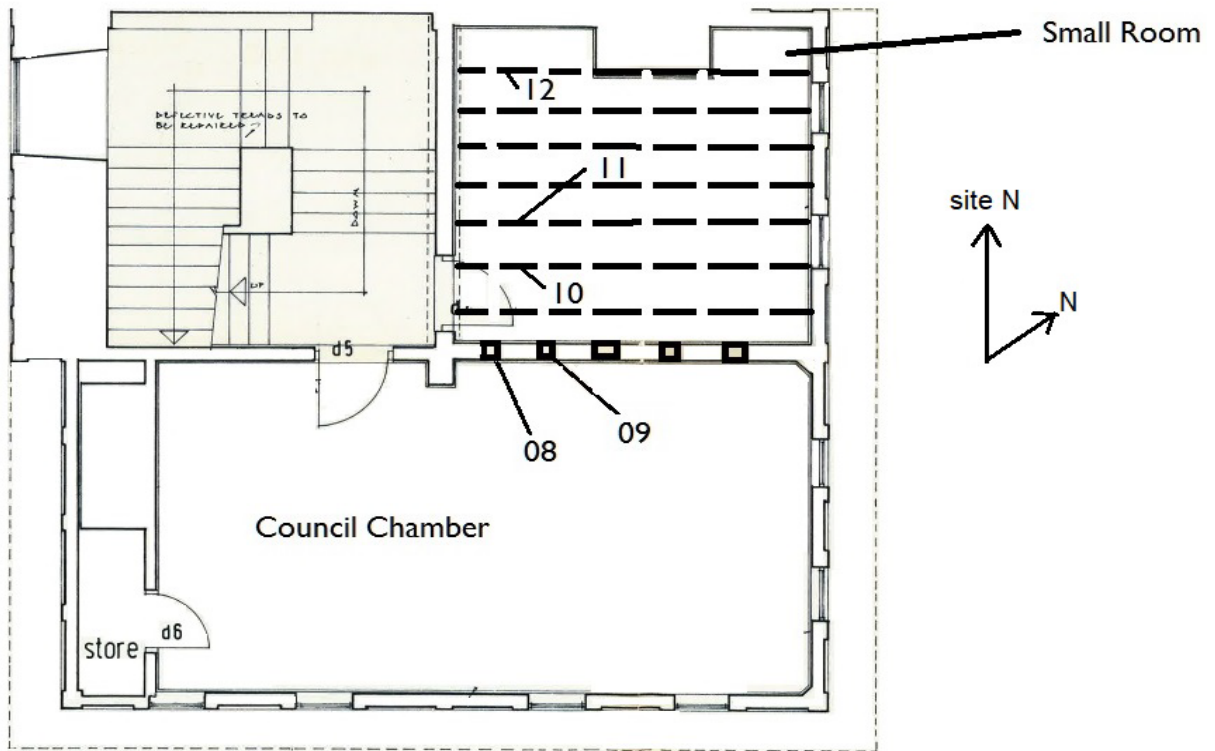 Small Room
12
DEFECTIVE TREADS TO
BE REPAIRED
11
DOWN
site N
N
UP
10
d5
09
08
Council Chamber
d6
store